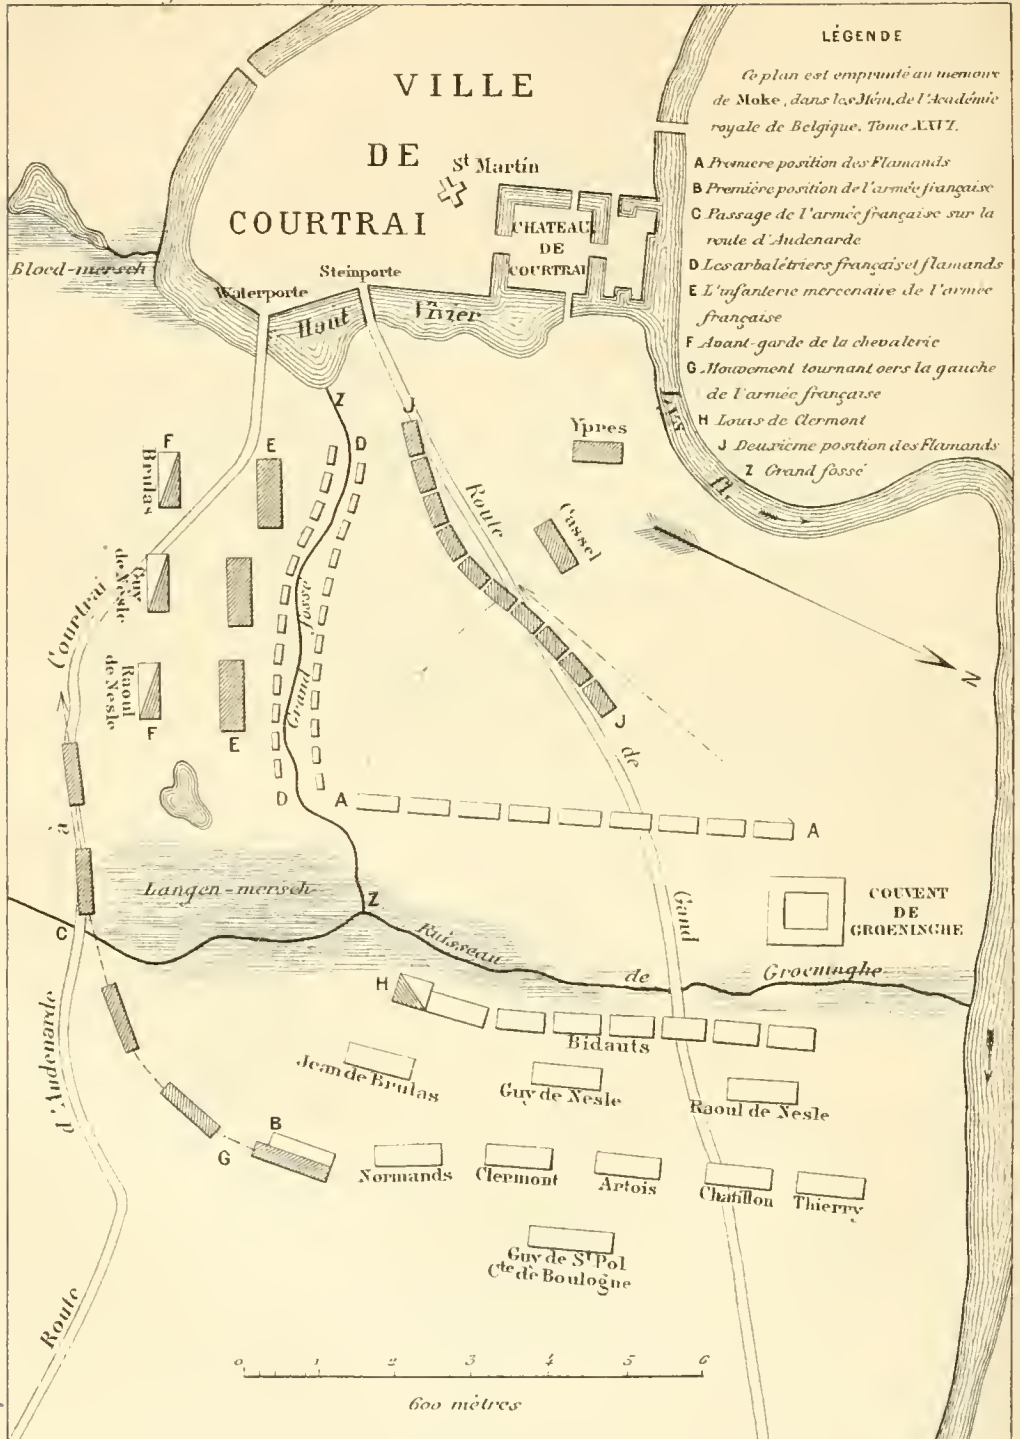 VILLE
DE
COURTRAI
St Martin
CHATEAU
DE
COURTRAI
Steinporte
Waterporte
Bloed-mersch
Haut Vivier
LÉGENDE
Ce plan est emprunté au memoire
de Moke, dans les Mém. de l'Académie
royale de Belgique. Tome XXVI.
A Premiere position des Flamands
B Première position de l'armée française
C Passage de l'armée française sur la
route d'Audenarde
D Les arbalétriers français et flamands
E L'infanterie mercenaire de l'armée
française
F Avant-garde de la chevalerie
G Mouvement tournant vers la gauche
de l'armée française
H Louis de Clermont
J Deuxième position des Flamands
Z Grand fossé
Lys fl.
Z
D
J
F
Brulas
E
Ypres
Cassel
Guy
de Nesle
Raoul
de Nesle
F
E
Grand fossé
D
A
A
J
N
Route de Gand
Langen-mersch
Z
C
COUVENT
DE
GROENINGHE
Ruisseau de Groeninghe
H
Bidauts
Jean de Brulas
Guy de Nesle
Raoul de Nesle
B
G
Normands
Clermont
Artois
Chatillon
Thierry
Guy de St Pol
Cte de Boulogne
Route d'Audenarde à Courtrai
0 1 2 3 4 5 6
600 mètres